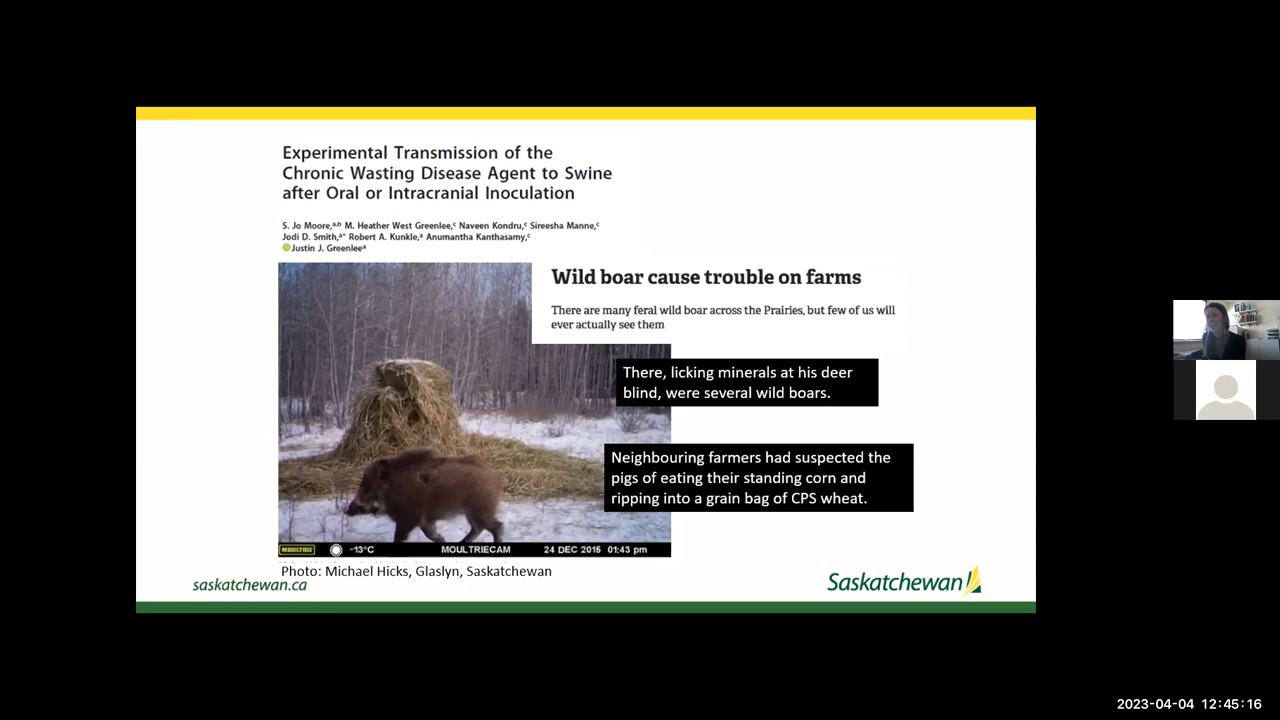 Experimental Transmission of the
Chronic Wasting Disease Agent to Swine
after Oral or Intracranial Inoculation
S. Jo Moore,a,b M. Heather West Greenlee,c Naveen Kondru,c Sireesha Manne,c
Jodi D. Smith,a* Robert A. Kunkle,a Anumantha Kanthasamy,c
Justin J. Greenleea
Wild boar cause trouble on farms
There are many feral wild boar across the Prairies, but few of us will
ever actually see them
There, licking minerals at his deer
blind, were several wild boars.
Neighbouring farmers had suspected the
pigs of eating their standing corn and
ripping into a grain bag of CPS wheat.
MOULTRIE -13°C MOULTRIECAM 24 DEC 2015 01:43 pm
Photo: Michael Hicks, Glaslyn, Saskatchewan
saskatchewan.ca
Saskatchewan
2023-04-04 12:45:16